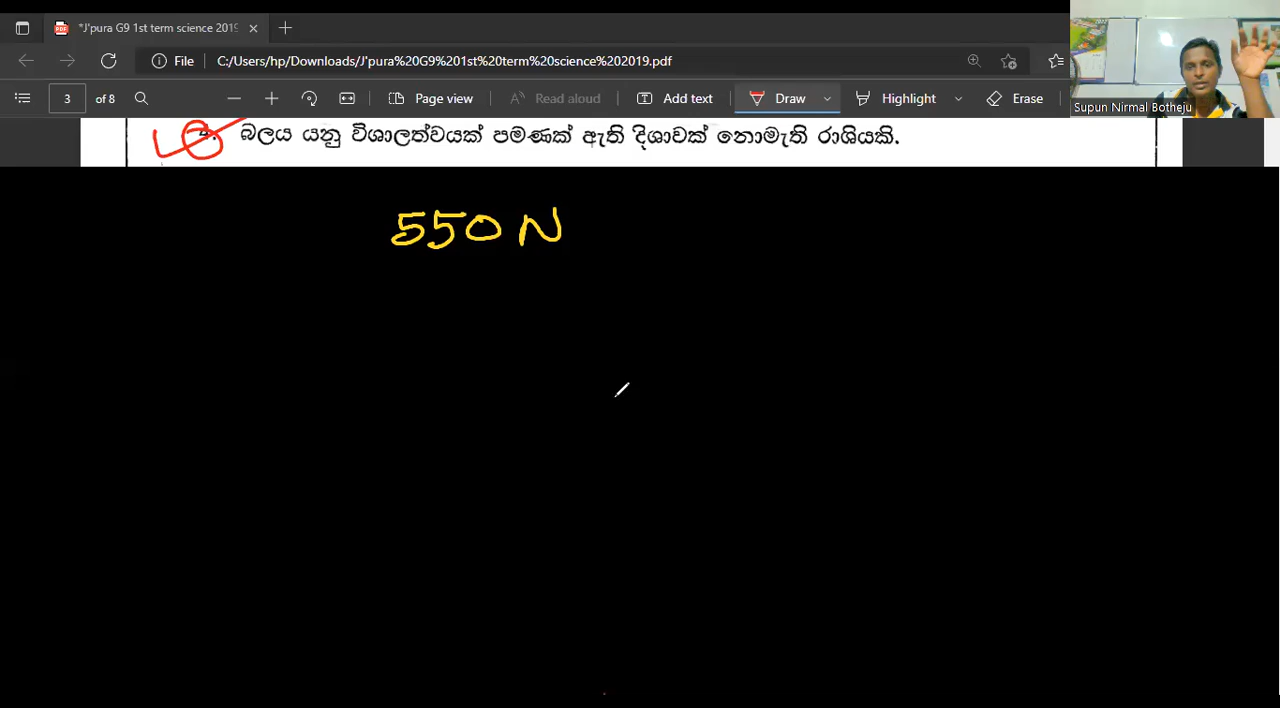 *J'pura G9 1st term science 2019
File C:/Users/hp/Downloads/J'pura%20G9%201st%20term%20science%202019.pdf
3 of 8 Page view Read aloud Add text Draw Highlight Erase
Supun Nirmal Botheju
4. බලය යනු විශාලත්වයක් පමණක් ඇති දිශාවක් නොමැති රාශියකි.
550 N